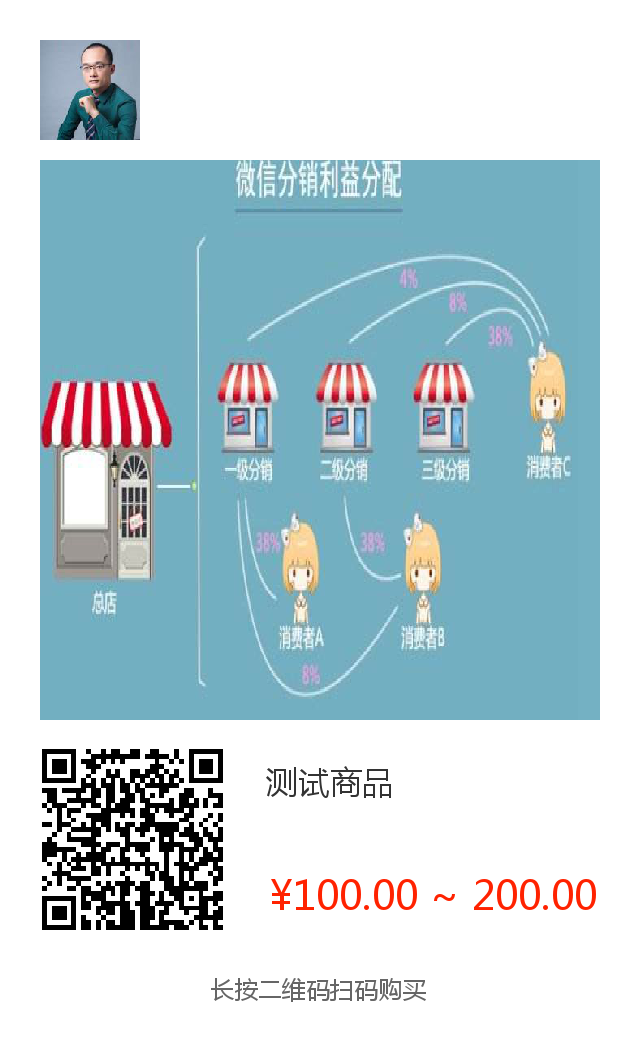 微信分销利益分配
4%
8%
38%
一级分销
二级分销
三级分销
消费者C
38%
38%
总店
消费者A
消费者B
8%
测试商品
¥100.00 ~ 200.00
长按二维码扫码购买